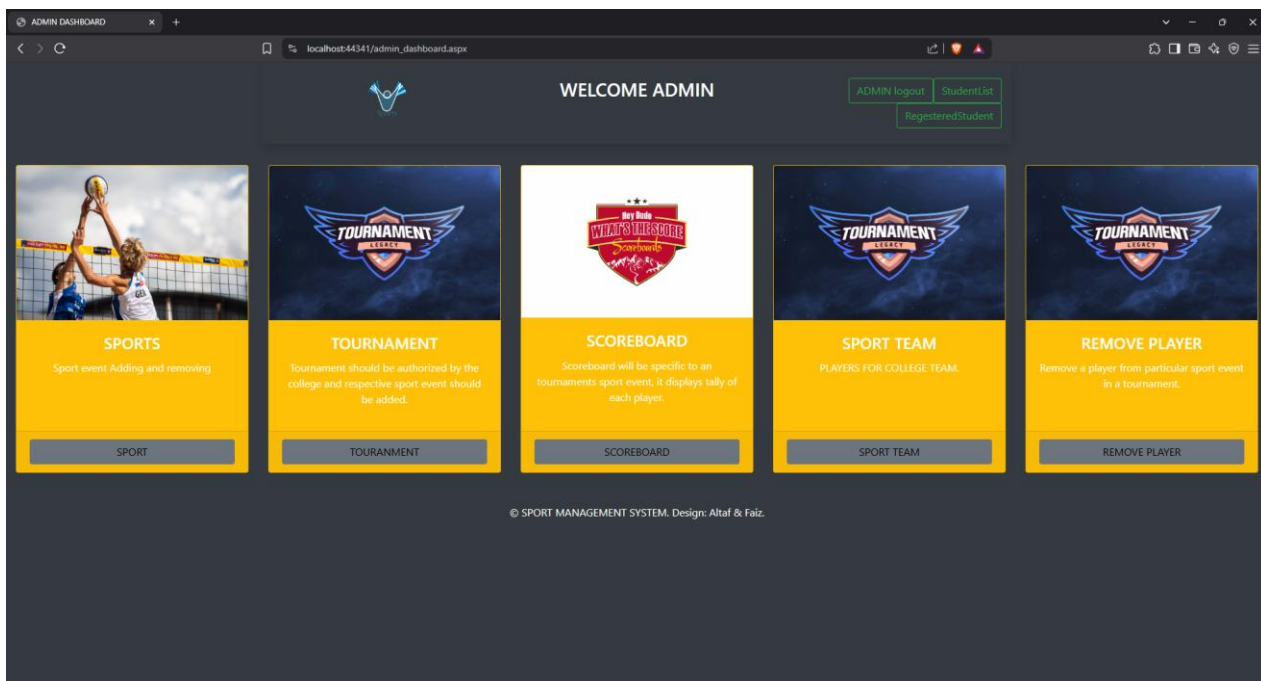 ADMIN DASHBOARD
localhost:44341/admin_dashboard.aspx
WELCOME ADMIN
ADMIN logout
StudentList
RegesteredStudent
GER
TOURNAMENT
LEGACY
Hey Dude
WHAT'S THE SCORE
Scoreboards
TOURNAMENT
LEGACY
TOURNAMENT
LEGACY
SPORTS
Sport event Adding and removing
SPORT
TOURNAMENT
Tournament should be authorized by the
college and respective sport event should
be added.
TOURANMENT
SCOREBOARD
Scoreboard will be specific to an
tournaments sport event, it displays tally of
each player.
SCOREBOARD
SPORT TEAM
PLAYERS FOR COLLEGE TEAM.
SPORT TEAM
REMOVE PLAYER
Remove a player from particular sport event
in a tournament.
REMOVE PLAYER
© SPORT MANAGEMENT SYSTEM. Design: Altaf & Faiz.